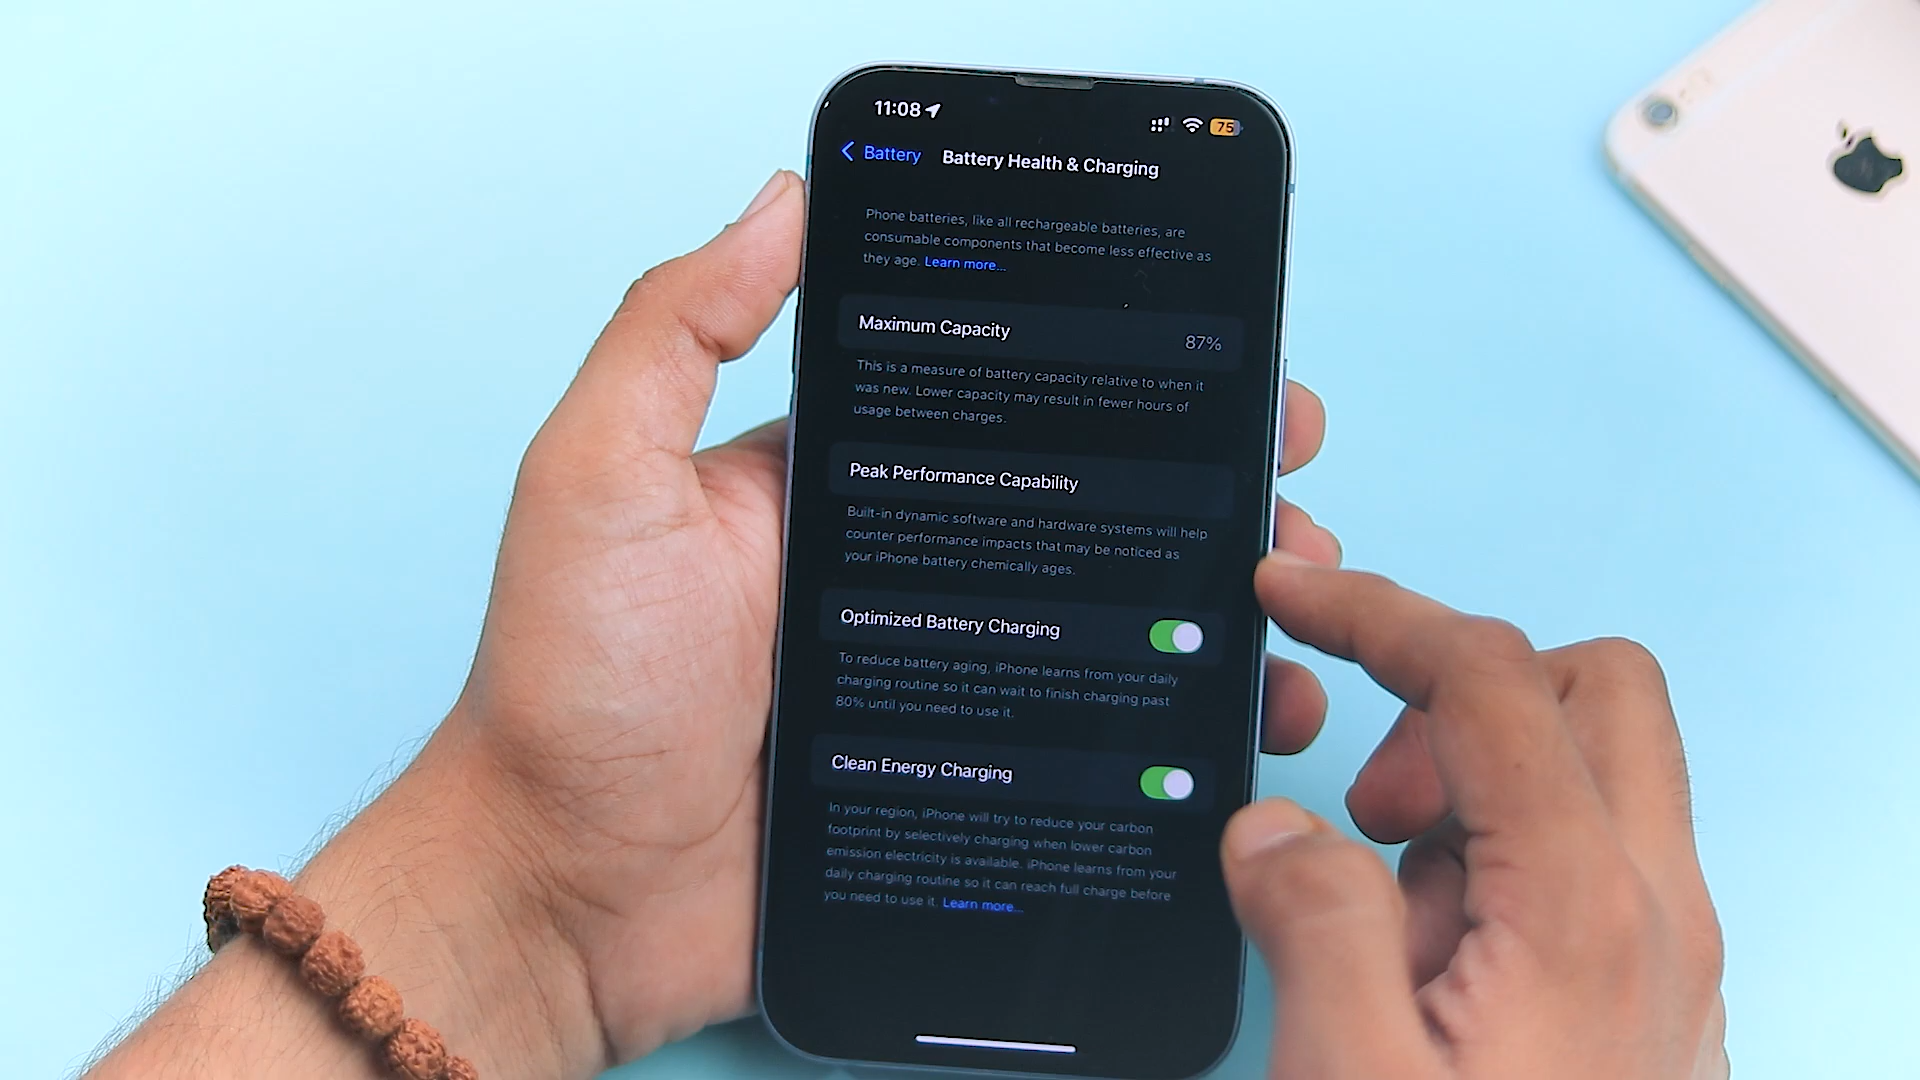 11:08
75
Battery
Battery Health & Charging
Phone batteries, like all rechargeable batteries, are
consumable components that become less effective as
they age. Learn more...
Maximum Capacity
87%
This is a measure of battery capacity relative to when it
was new. Lower capacity may result in fewer hours of
usage between charges.
Peak Performance Capability
Built-in dynamic software and hardware systems will help
counter performance impacts that may be noticed as
your iPhone battery chemically ages.
Optimized Battery Charging
To reduce battery aging, iPhone learns from your daily
charging routine so it can wait to finish charging past
80% until you need to use it.
Clean Energy Charging
In your region, iPhone will try to reduce your carbon
footprint by selectively charging when lower carbon
emission electricity is available. iPhone learns from your
daily charging routine so it can reach full charge before
you need to use it. Learn more...